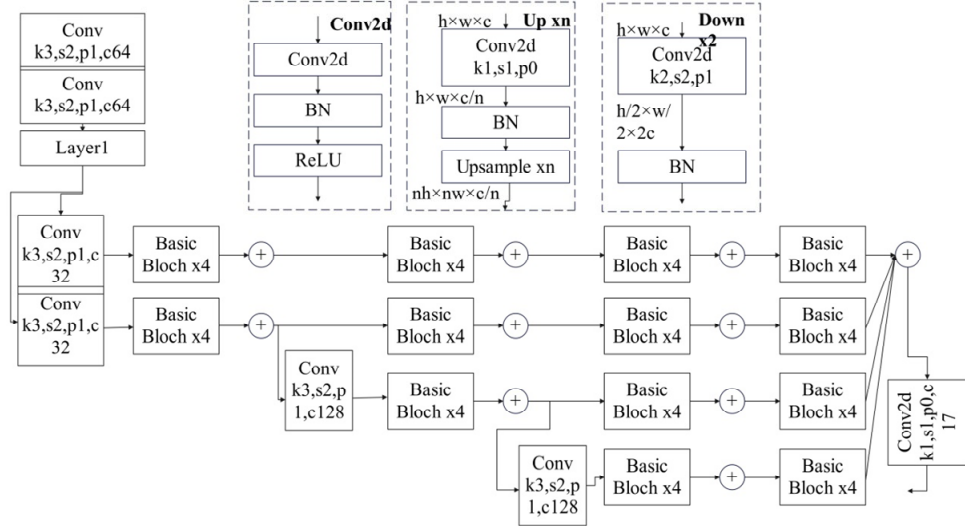 Conv
k3,s2,p1,c64
Conv
k3,s2,p1,c64
Layer1
Conv2d
Conv2d
BN
ReLU
h×w×c
Up xn
Conv2d
k1,s1,p0
h×w×c/n
BN
Upsample xn
nh×nw×c/n
h×w×c
Down
x2
Conv2d
k2,s2,p1
h/2×w/
2×2c
BN
Conv
k3,s2,p1,c
32
Conv
k3,s2,p1,c
32
Basic
Bloch x4
+
Basic
Bloch x4
+
Basic
Bloch x4
+
Basic
Bloch x4
+
Basic
Bloch x4
+
Basic
Bloch x4
+
Basic
Bloch x4
+
Basic
Bloch x4
Conv
k3,s2,p
1,c128
Basic
Bloch x4
+
Basic
Bloch x4
+
Basic
Bloch x4
Conv
k3,s2,p
1,c128
Basic
Bloch x4
+
Basic
Bloch x4
Conv2d
k1,s1,p0,c
17